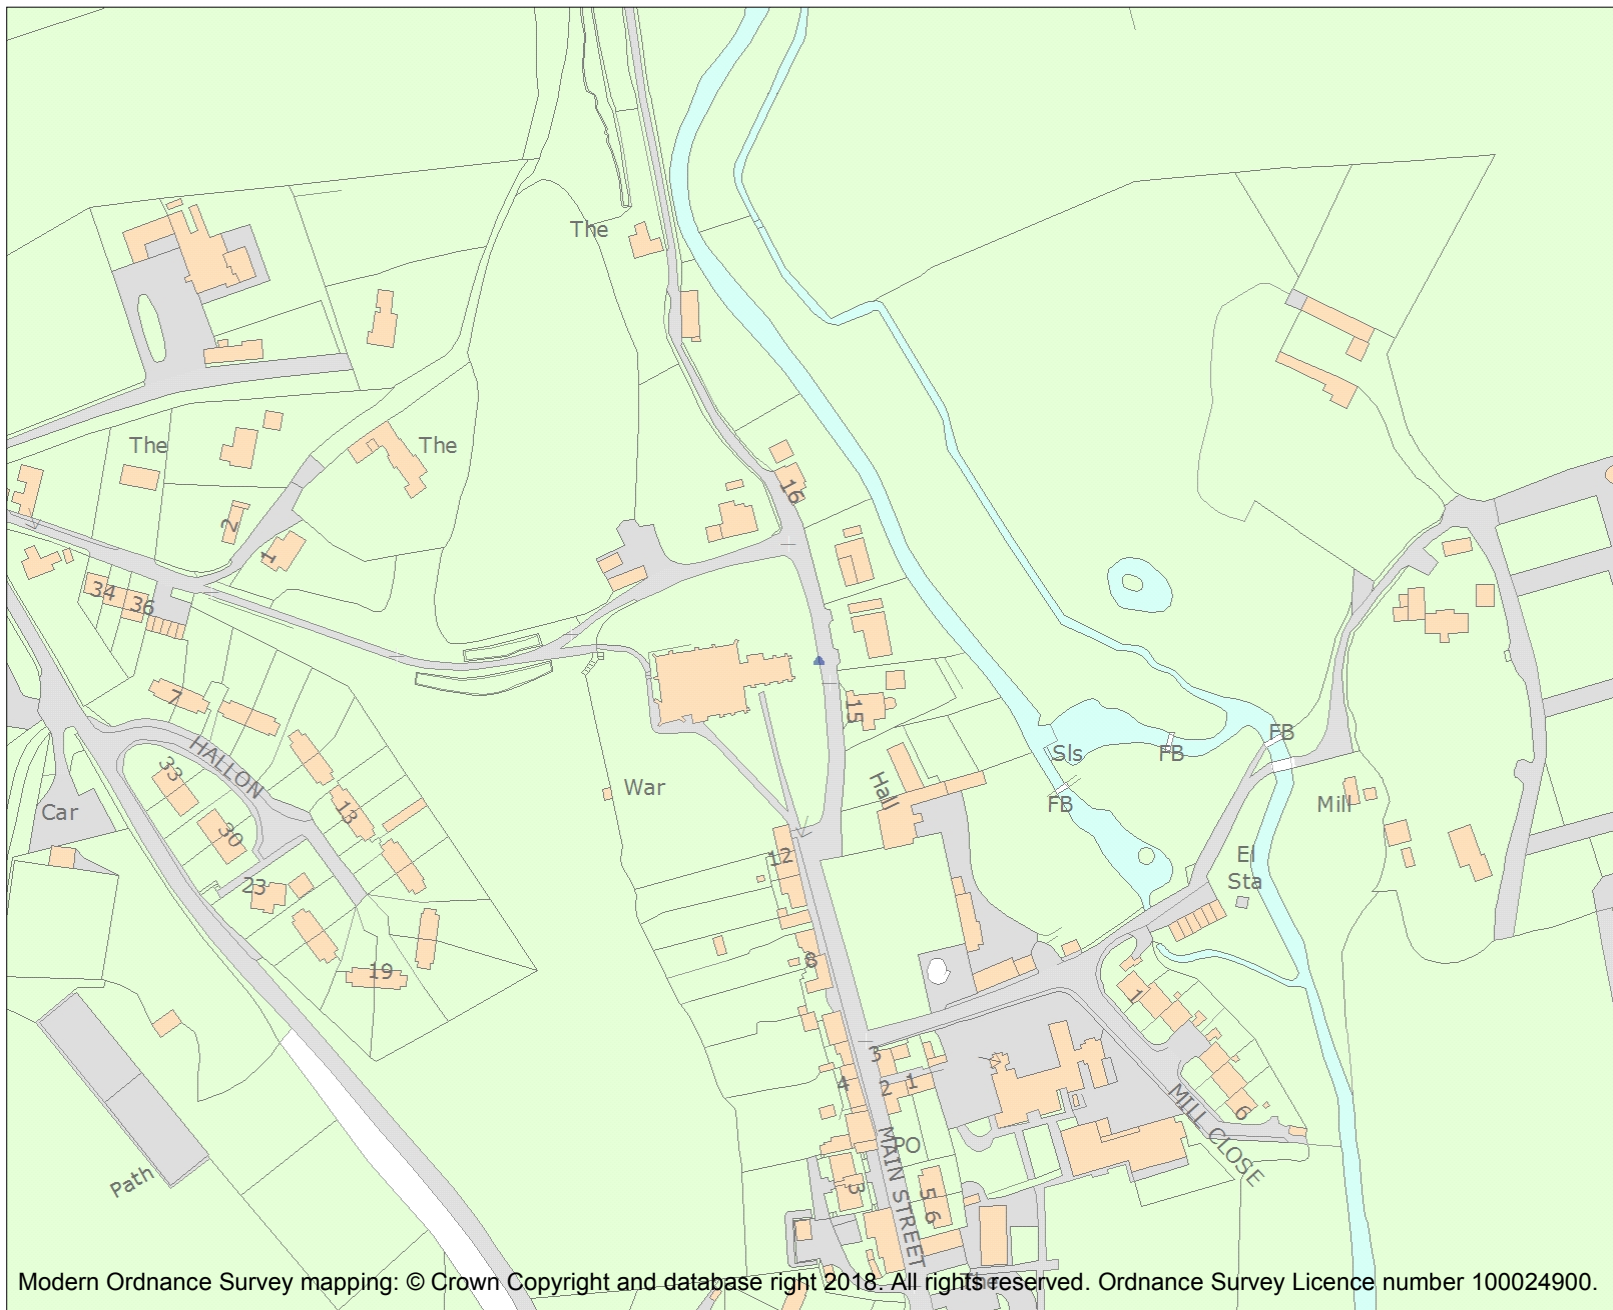 The
The
The
16
2
1
34
36
7
15
HALLON
Sls
FB
FB
33
War
Hall
FB
Mill
Car
13
30
12
El
Sta
23
8
19
1
3
4
2
1
6
MILL CLOSE
PO
MAIN STREET
Path
3
5
6
The
Modern Ordnance Survey mapping: © Crown Copyright and database right 2018. All rights reserved. Ordnance Survey Licence number 100024900.